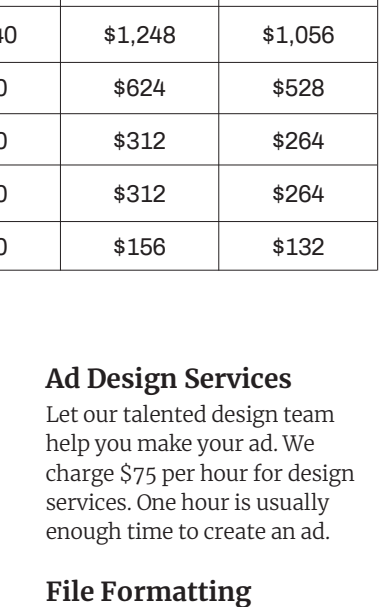 $1,248 $1,056
$624 $528
$312 $264
$312 $264
$156 $132
Ad Design Services
Let our talented design team
help you make your ad. We
charge $75 per hour for design
services. One hour is usually
enough time to create an ad.
File Formatting